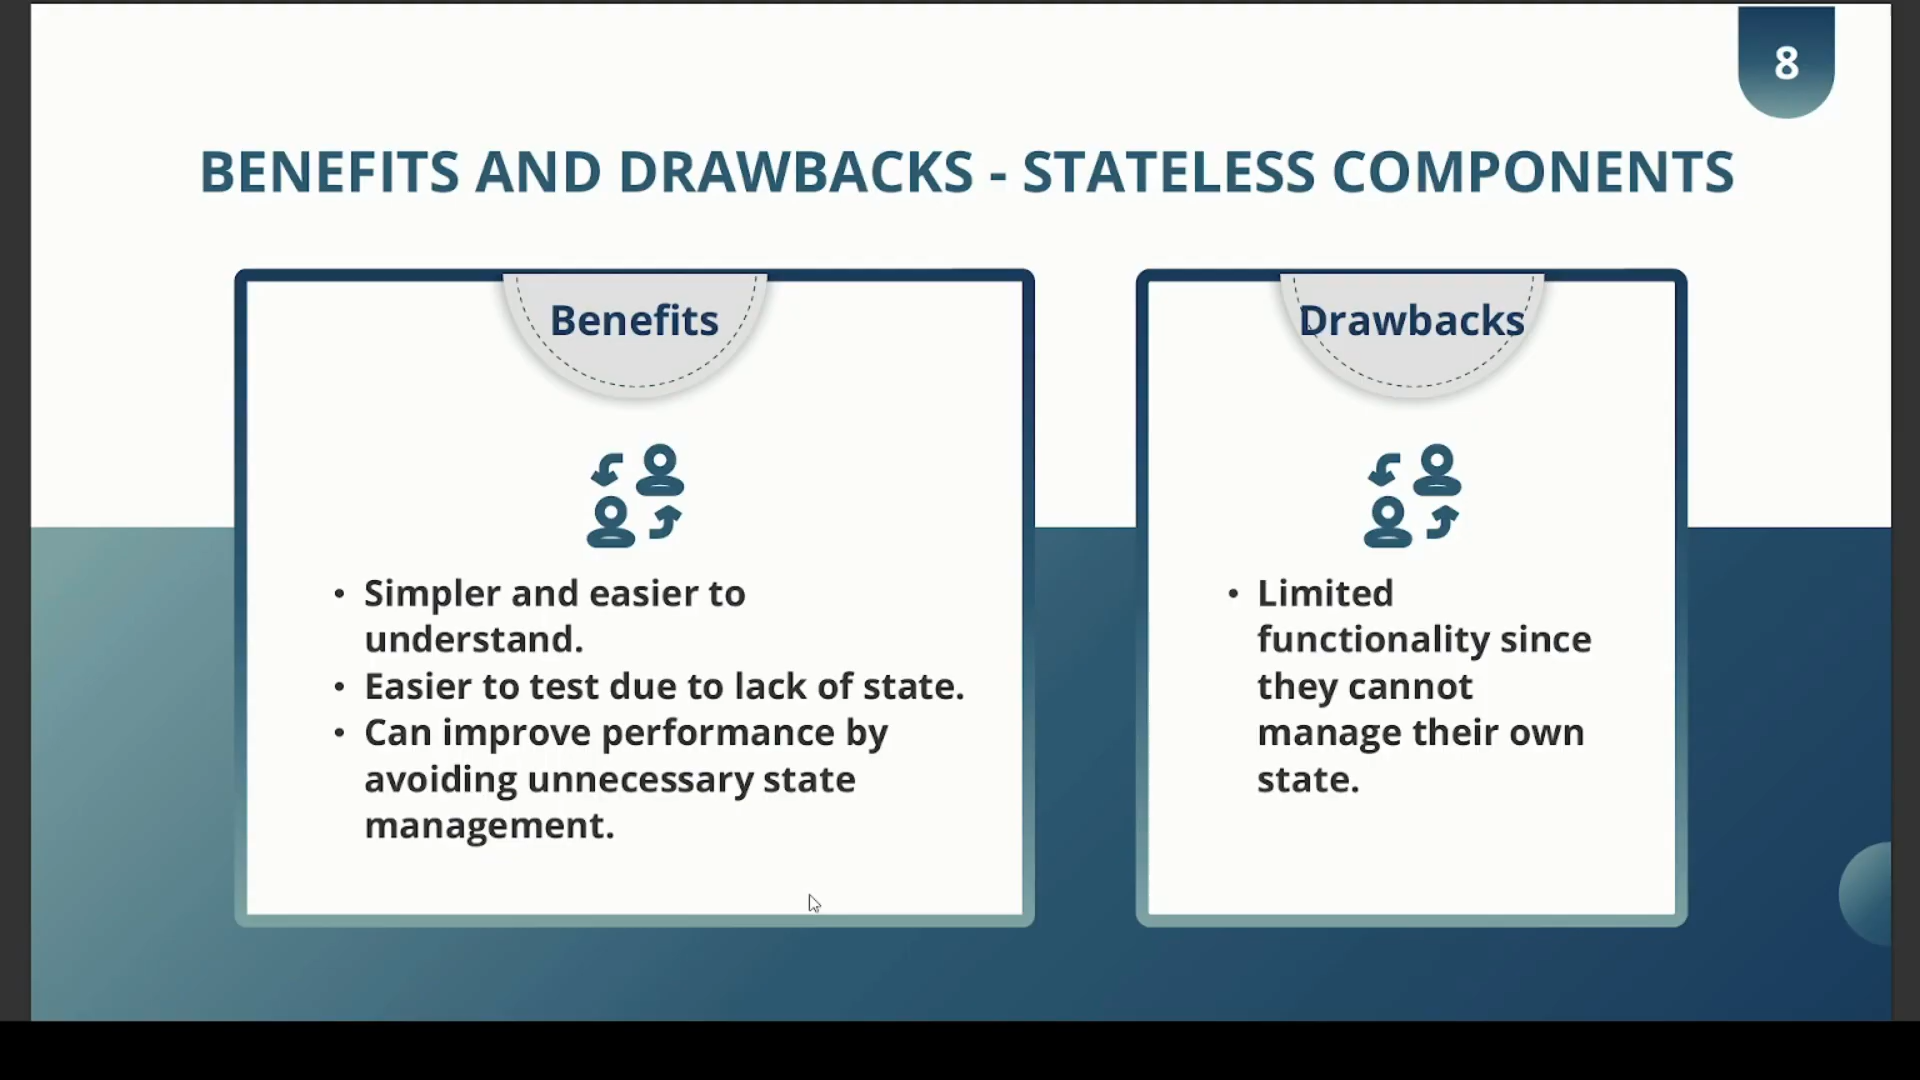 8
BENEFITS AND DRAWBACKS - STATELESS COMPONENTS
Benefits
• Simpler and easier to
understand.
• Easier to test due to lack of state.
• Can improve performance by
avoiding unnecessary state
management.
Drawbacks
• Limited
functionality since
they cannot
manage their own
state.